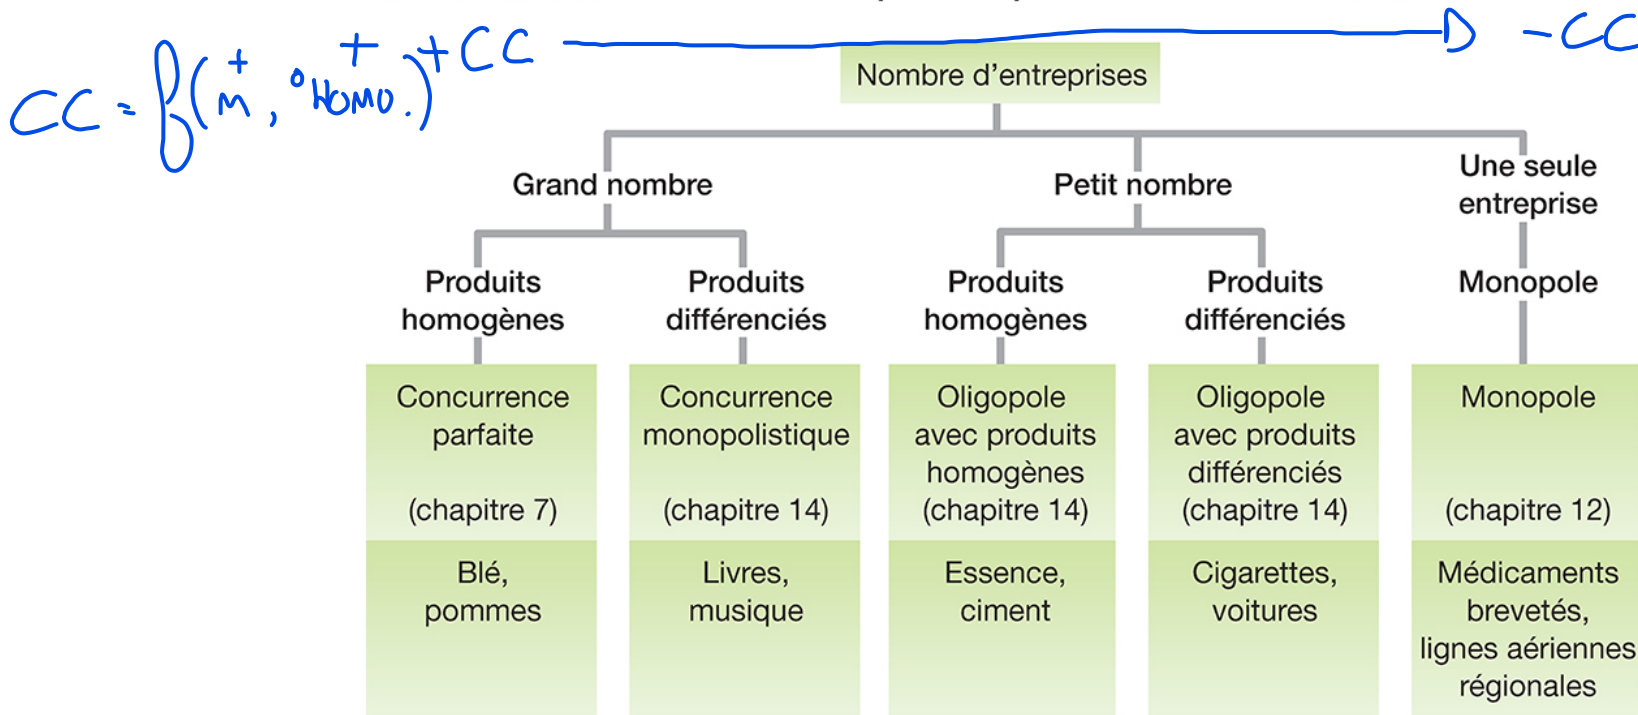 +CC → -CC
CC = f(m⁺, °Homo.⁺)
Nombre d’entreprises
Grand nombre
Petit nombre
Une seule
entreprise
Produits
homogènes
Produits
différenciés
Produits
homogènes
Produits
différenciés
Monopole
Concurrence
parfaite
(chapitre 7)
Concurrence
monopolistique
(chapitre 14)
Oligopole
avec produits
homogènes
(chapitre 14)
Oligopole
avec produits
différenciés
(chapitre 14)
Monopole
(chapitre 12)
Blé,
pommes
Livres,
musique
Essence,
ciment
Cigarettes,
voitures
Médicaments
brevetés,
lignes aériennes
régionales